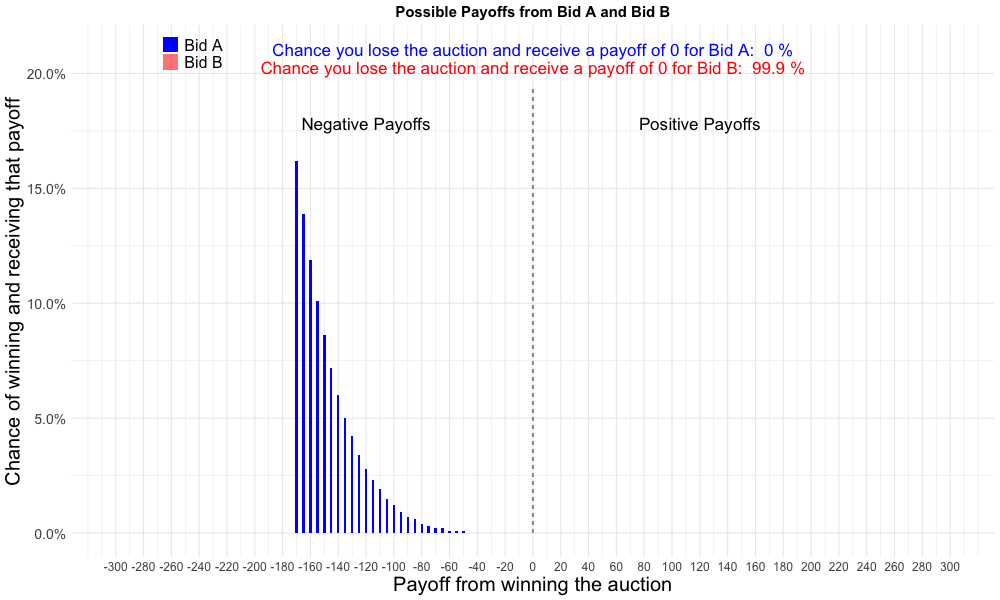 Possible Payoffs from Bid A and Bid B
Bid A
Bid B
Chance you lose the auction and receive a payoff of 0 for Bid A:  0 %
Chance you lose the auction and receive a payoff of 0 for Bid B:  99.9 %
Negative Payoffs
Positive Payoffs
Chance of winning and receiving that payoff
20.0%
15.0%
10.0%
5.0%
0.0%
-300 -280 -260 -240 -220 -200 -180 -160 -140 -120 -100 -80 -60 -40 -20 0 20 40 60 80 100 120 140 160 180 200 220 240 260 280 300
Payoff from winning the auction